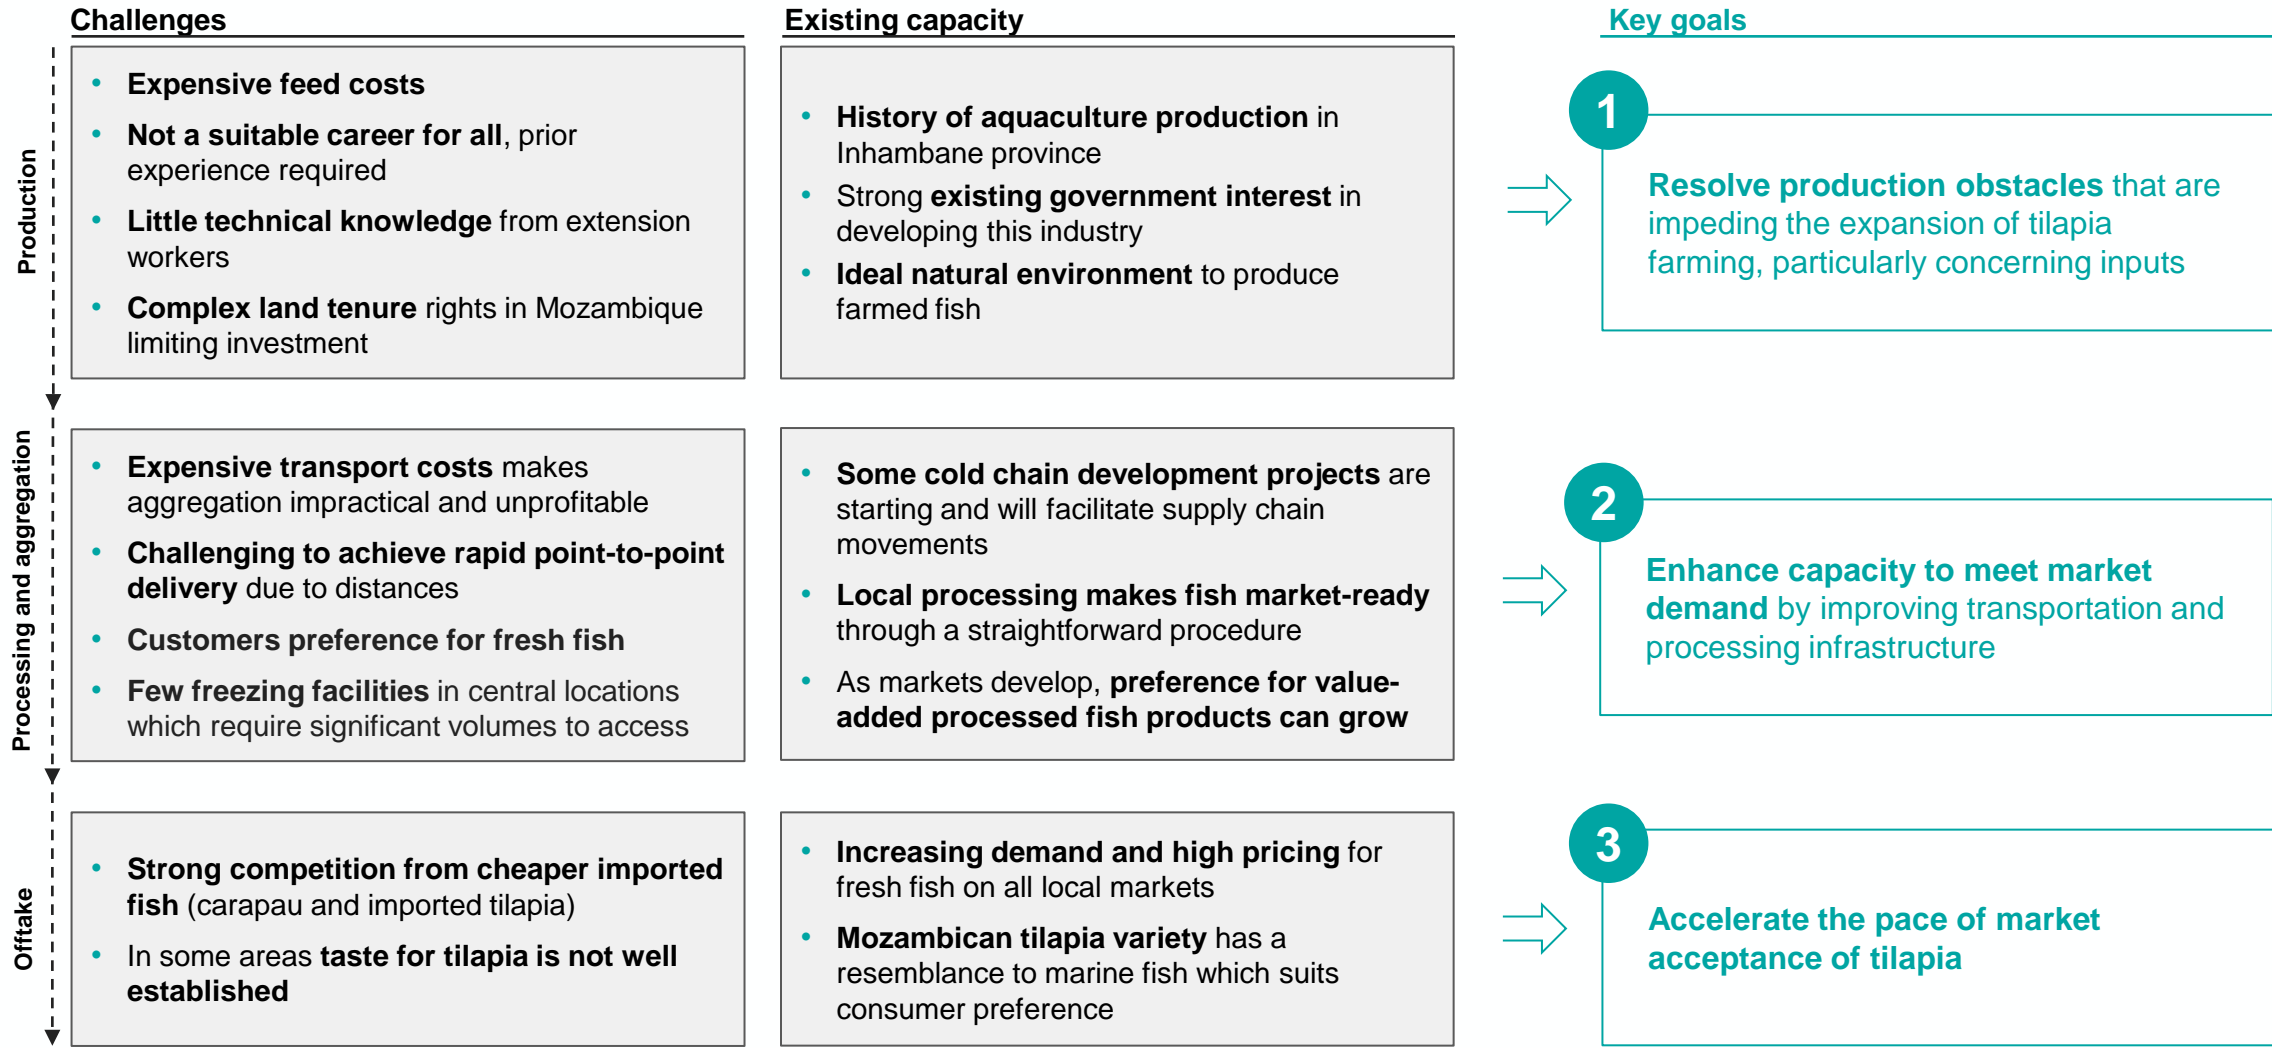 Challenges
Existing capacity
Key goals
Production
• Expensive feed costs
• Not a suitable career for all, prior
experience required
• Little technical knowledge from extension
workers
• Complex land tenure rights in Mozambique
limiting investment
• History of aquaculture production in
Inhambane province
• Strong existing government interest in
developing this industry
• Ideal natural environment to produce
farmed fish
1
Resolve production obstacles that are
impeding the expansion of tilapia
farming, particularly concerning inputs
Processing and aggregation
• Expensive transport costs makes
aggregation impractical and unprofitable
• Challenging to achieve rapid point-to-point
delivery due to distances
• Customers preference for fresh fish
• Few freezing facilities in central locations
which require significant volumes to access
• Some cold chain development projects are
starting and will facilitate supply chain
movements
• Local processing makes fish market-ready
through a straightforward procedure
• As markets develop, preference for value-
added processed fish products can grow
2
Enhance capacity to meet market
demand by improving transportation and
processing infrastructure
Offtake
• Strong competition from cheaper imported
fish (carapau and imported tilapia)
• In some areas taste for tilapia is not well
established
• Increasing demand and high pricing for
fresh fish on all local markets
• Mozambican tilapia variety has a
resemblance to marine fish which suits
consumer preference
3
Accelerate the pace of market
acceptance of tilapia